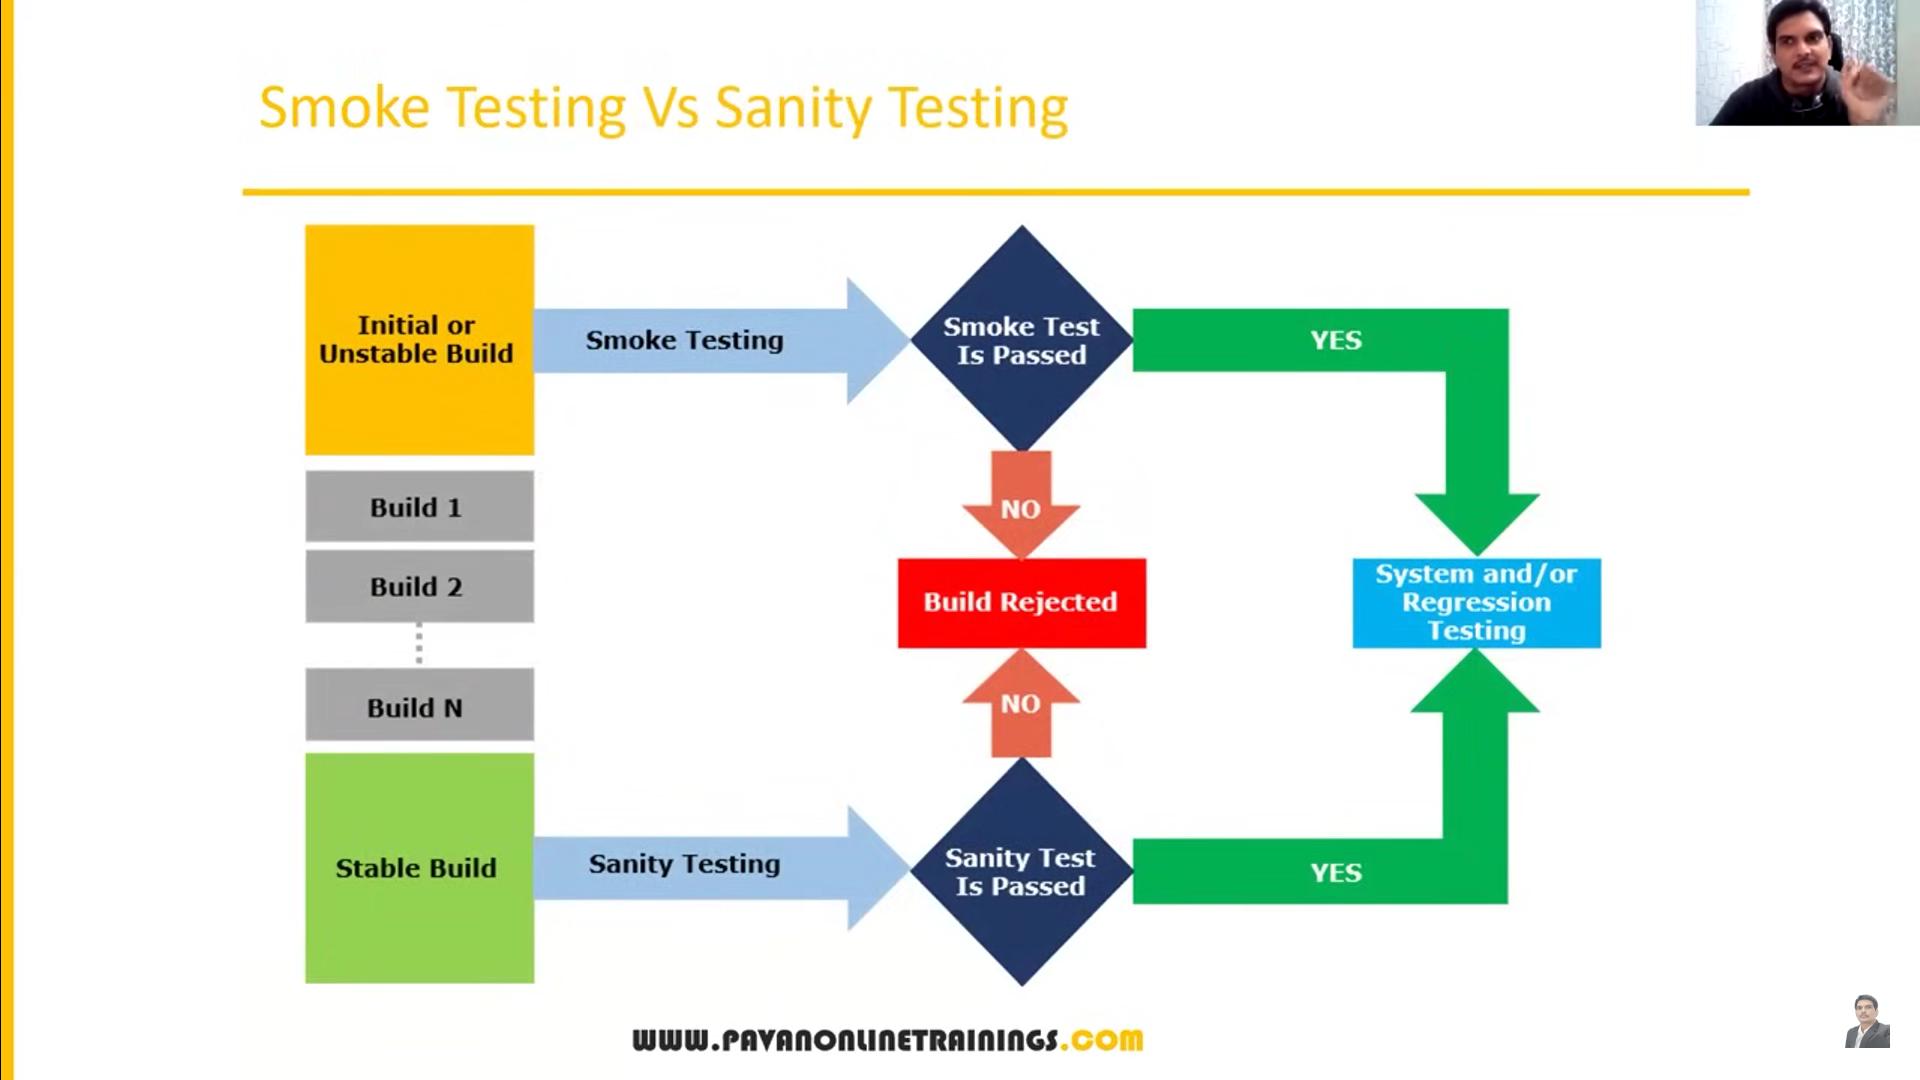 Smoke Testing Vs Sanity Testing
Initial or
Unstable Build
Smoke Testing
Smoke Test
Is Passed
YES
Build 1
NO
Build 2
Build Rejected
System and/or
Regression
Testing
Build N
NO
Stable Build
Sanity Testing
Sanity Test
Is Passed
YES
WWW.PAVANONLINETRAININGS.COM